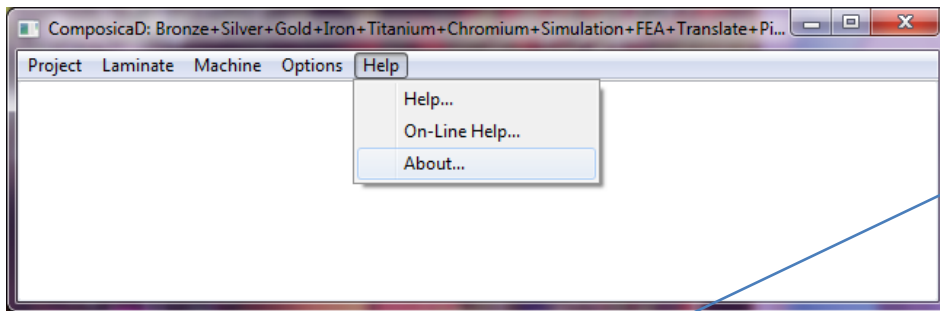 ComposicaD: Bronze+Silver+Gold+Iron+Titanium+Chromium+Simulation+FEA+Translate+Pi...
Project Laminate Machine Options Help
Help...
On-Line Help...
About...